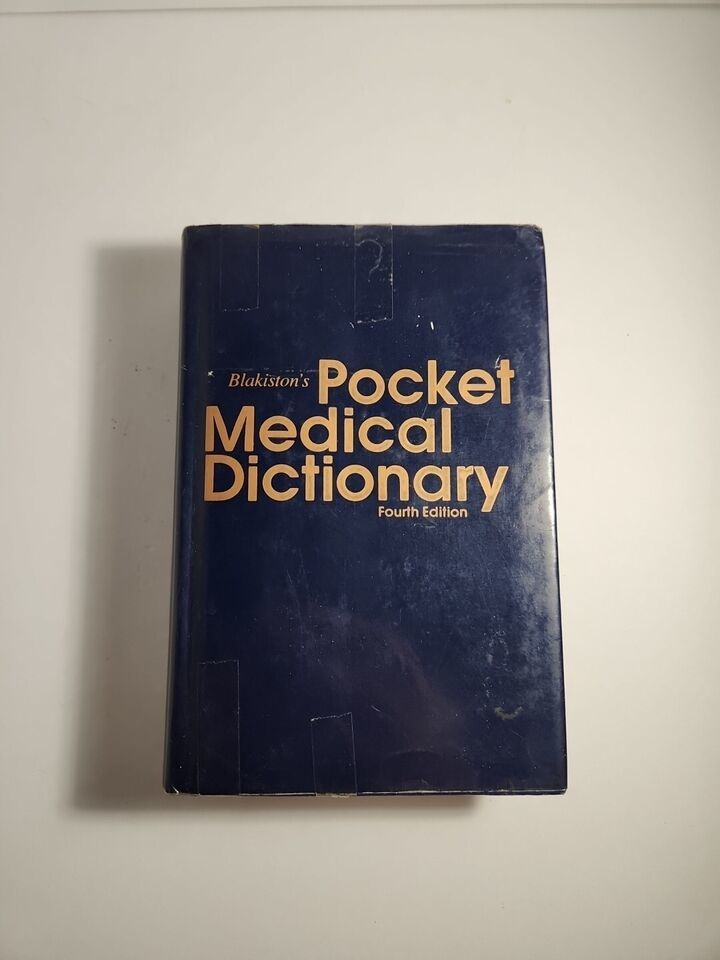 Blakiston's Pocket
Medical
Dictionary
Fourth Edition